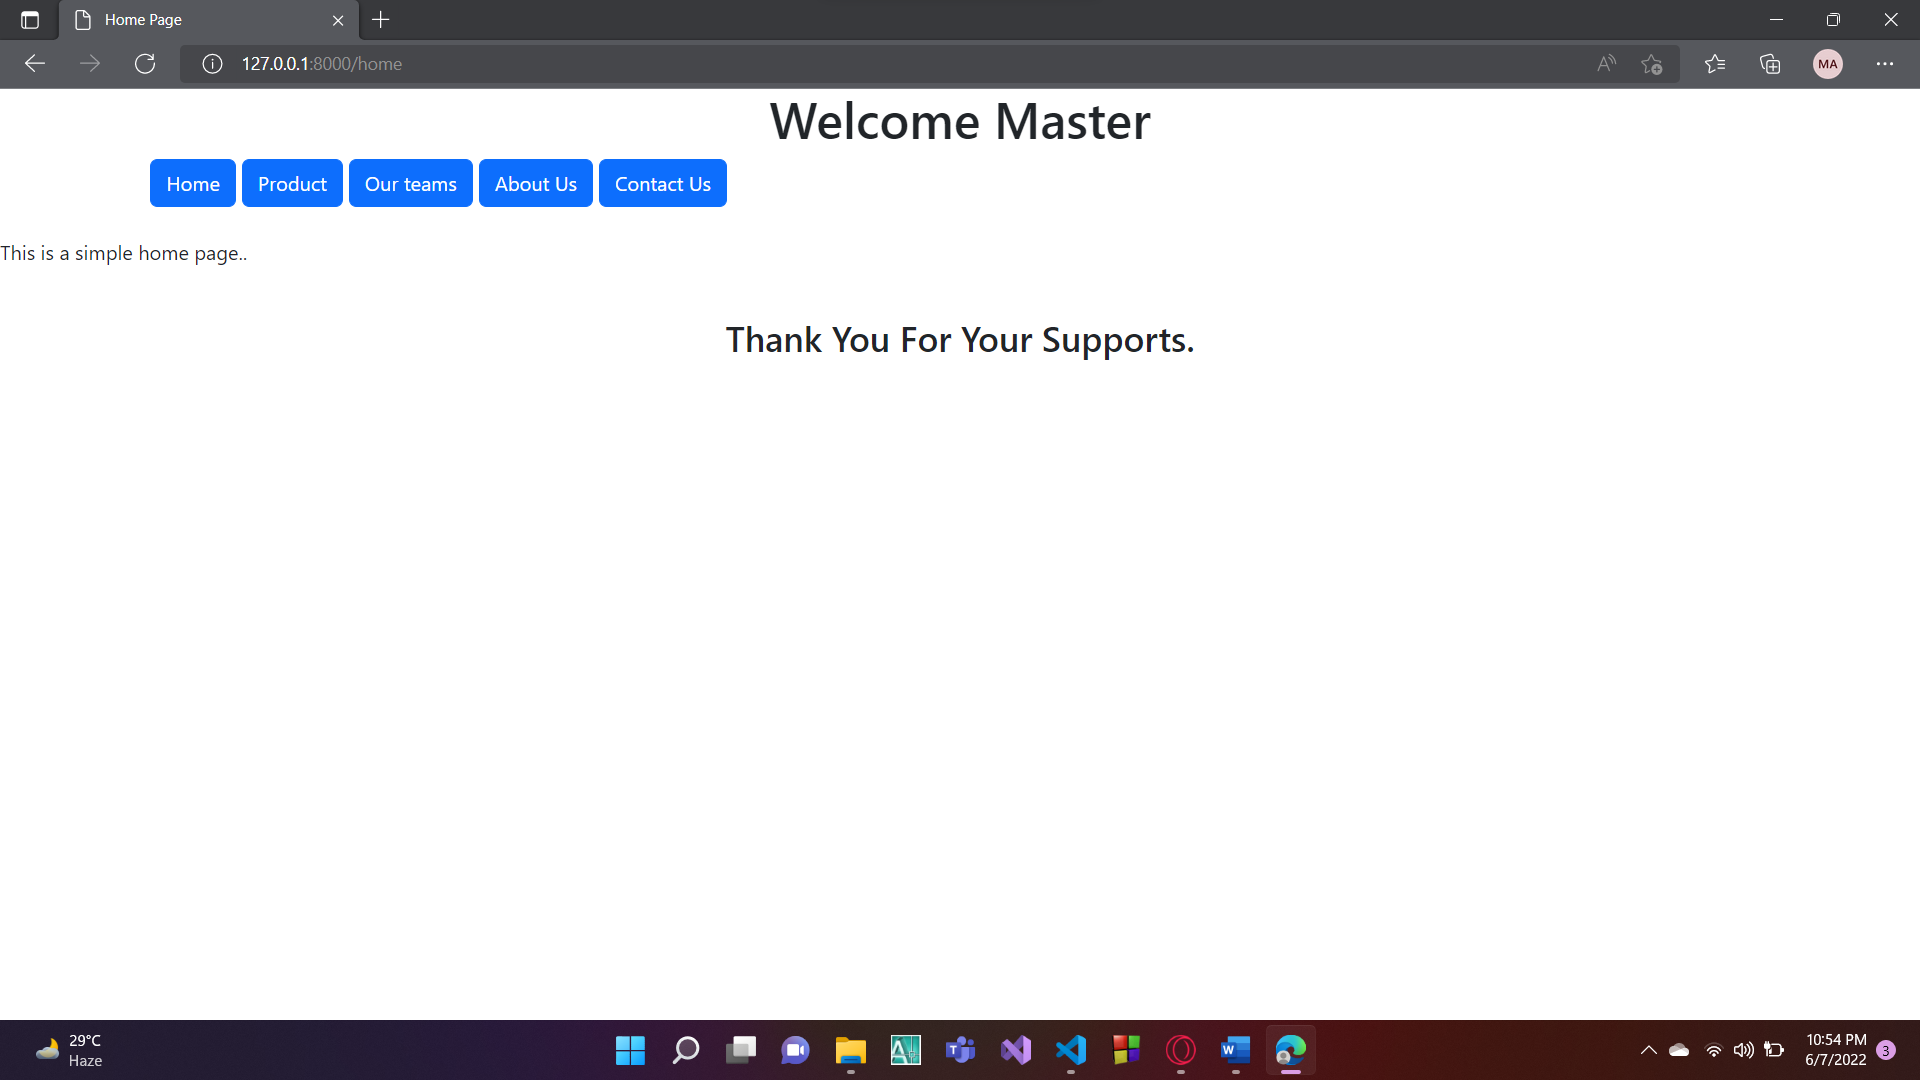 Home Page
127.0.0.1:8000/home
MA
Welcome Master
Home Product Our teams About Us Contact Us
This is a simple home page..
Thank You For Your Supports.
29°C
Haze
10:54 PM
6/7/2022
3